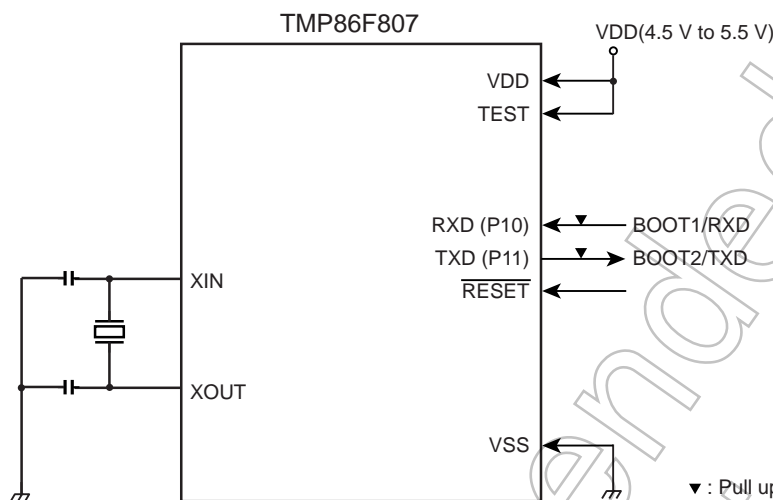 TMP86F807
VDD(4.5 V to 5.5 V)
VDD
TEST
RXD (P10)
BOOT1/RXD
TXD (P11)
BOOT2/TXD
RESET
XIN
XOUT
VSS
▼ : Pull up
ended